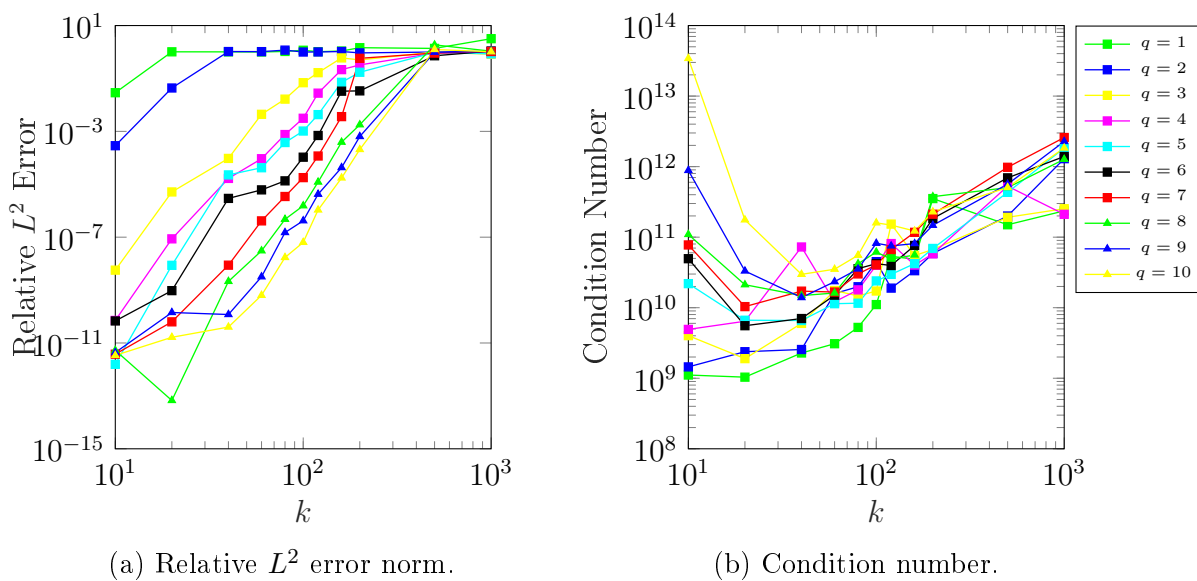 10^1
10^-3
10^-7
10^-11
10^-15
Relative L^2 Error
10^1
10^2
10^3
k
(a) Relative L^2 error norm.
10^14
10^13
10^12
10^11
10^10
10^9
10^8
Condition Number
10^1
10^2
10^3
k
(b) Condition number.
q = 1
q = 2
q = 3
q = 4
q = 5
q = 6
q = 7
q = 8
q = 9
q = 10